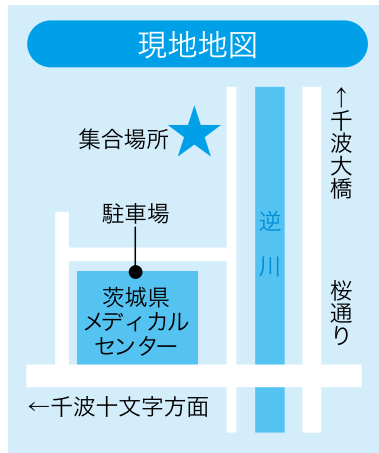 現地地図
↑千波大橋
集合場所
駐車場
逆川
桜通り
茨城県
メディカル
センター
←千波十文字方面